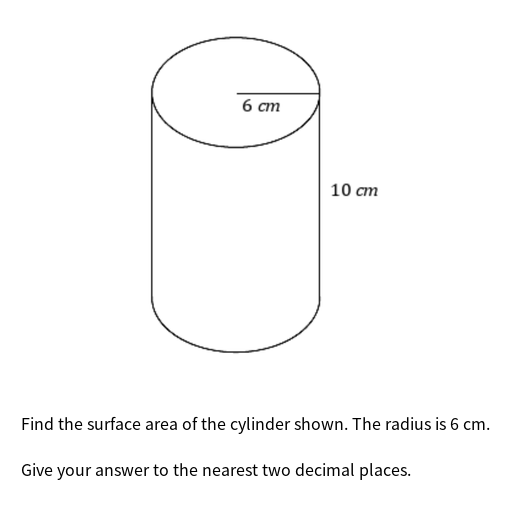 6 cm
10 cm
Find the surface area of the cylinder shown. The radius is 6 cm.
Give your answer to the nearest two decimal places.